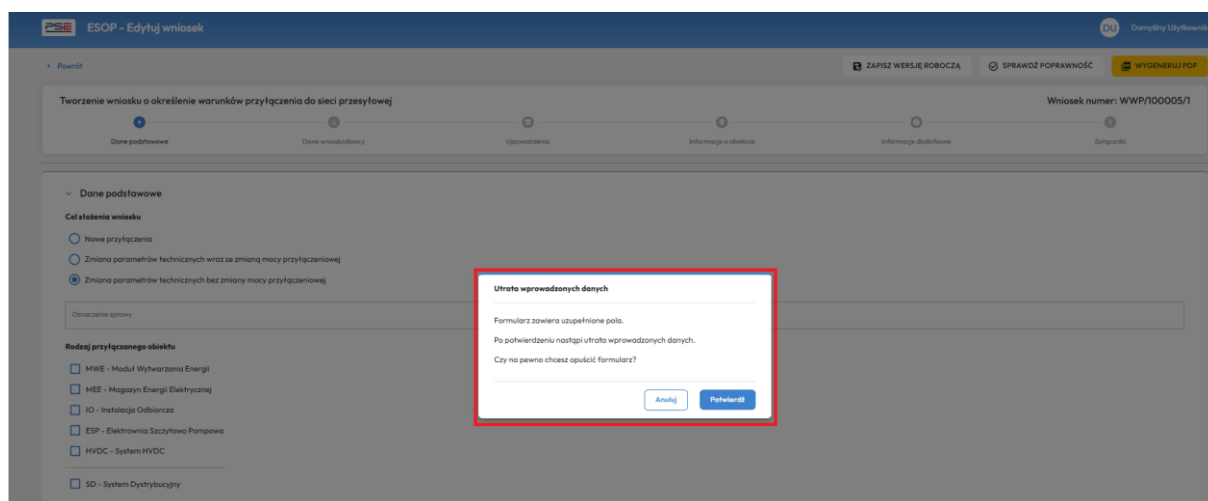 PSE ESOP - Edytuj wniosek
DU Domyślny Użytkownik
Powrót
ZAPISZ WERSJĘ ROBOCZĄ
SPRAWDŹ POPRAWNOŚĆ
WYGENERUJ PDF
Tworzenie wniosku o określenie warunków przyłączenia do sieci przesyłowej
Wniosek numer: WWP/100005/1
Dane podstawowe
Dane wnioskodawcy
Upoważnienia
Informacje o obiekcie
Informacje dodatkowe
Załączniki
Dane podstawowe
Cel złożenia wniosku
Nowe przyłączenie
Zmiana parametrów technicznych wraz ze zmianą mocy przyłączeniowej
Zmiana parametrów technicznych bez zmiany mocy przyłączeniowej
Oznaczenie sprawy
Rodzaj przyłączanego obiektu
MWE - Moduł Wytwarzania Energii
MEE - Magazyn Energii Elektrycznej
IO - Instalacja Odbiorcza
ESP - Elektrownia Szczytowo Pompowa
HVDC - System HVDC
SD - System Dystrybucyjny
Utrata wprowadzonych danych
Formularz zawiera uzupełnione pola.
Po potwierdzeniu nastąpi utrata wprowadzonych danych.
Czy na pewno chcesz opuścić formularz?
Anuluj
Potwierdź